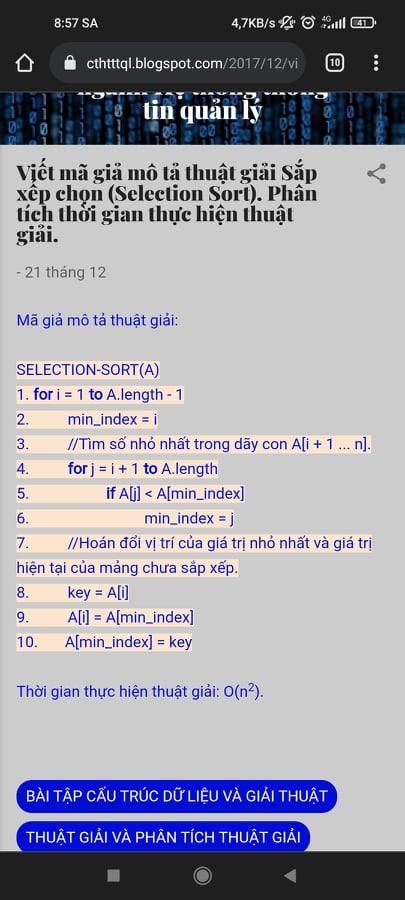 8:57 SA
4,7KB/s
4G
41
cthtttql.blogspot.com/2017/12/vi
10
tin quản lý
Viết mã giả mô tả thuật giải Sắp
xếp chọn (Selection Sort). Phân
tích thời gian thực hiện thuật
giải.
- 21 tháng 12
Mã giả mô tả thuật giải:
SELECTION-SORT(A)
1. for i = 1 to A.length - 1
2. min_index = i
3. //Tìm số nhỏ nhất trong dãy con A[i + 1 ... n].
4. for j = i + 1 to A.length
5. if A[j] < A[min_index]
6. min_index = j
7. //Hoán đổi vị trí của giá trị nhỏ nhất và giá trị
hiện tại của mảng chưa sắp xếp.
8. key = A[i]
9. A[i] = A[min_index]
10. A[min_index] = key
Thời gian thực hiện thuật giải: O(n²).
BÀI TẬP CẤU TRÚC DỮ LIỆU VÀ GIẢI THUẬT
THUẬT GIẢI VÀ PHÂN TÍCH THUẬT GIẢI